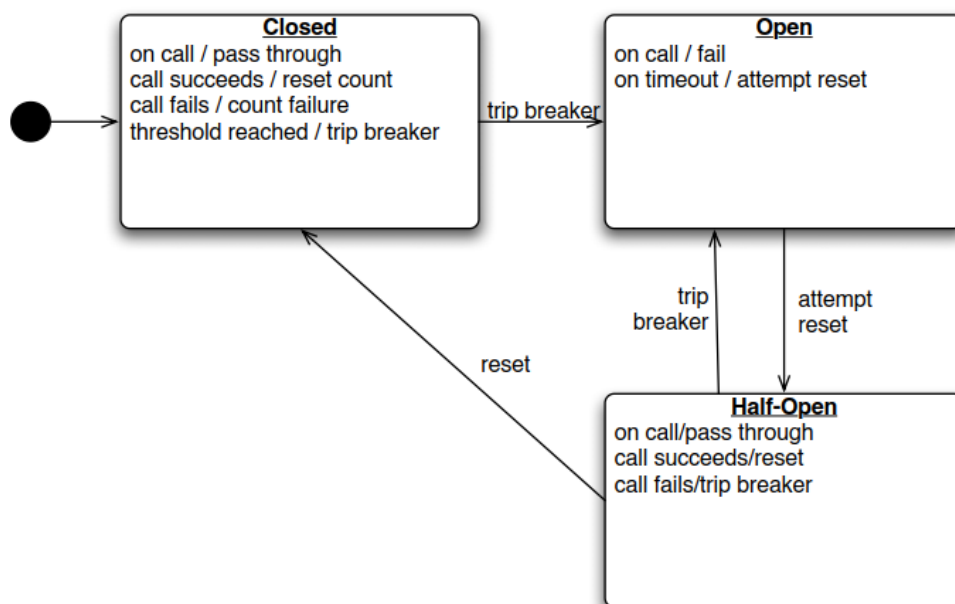 Closed
on call / pass through
call succeeds / reset count
call fails / count failure
threshold reached / trip breaker
trip breaker
Open
on call / fail
on timeout / attempt reset
trip
breaker
attempt
reset
reset
Half-Open
on call/pass through
call succeeds/reset
call fails/trip breaker